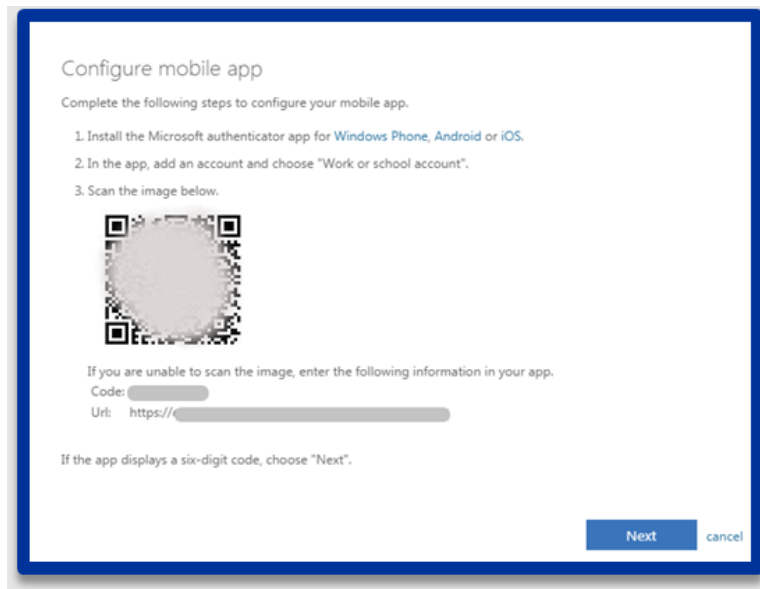 Configure mobile app
Complete the following steps to configure your mobile app.
1. Install the Microsoft authenticator app for Windows Phone, Android or iOS.
2. In the app, add an account and choose "Work or school account".
3. Scan the image below.
If you are unable to scan the image, enter the following information in your app.
Code:
Url: https://
If the app displays a six-digit code, choose "Next".
Next cancel